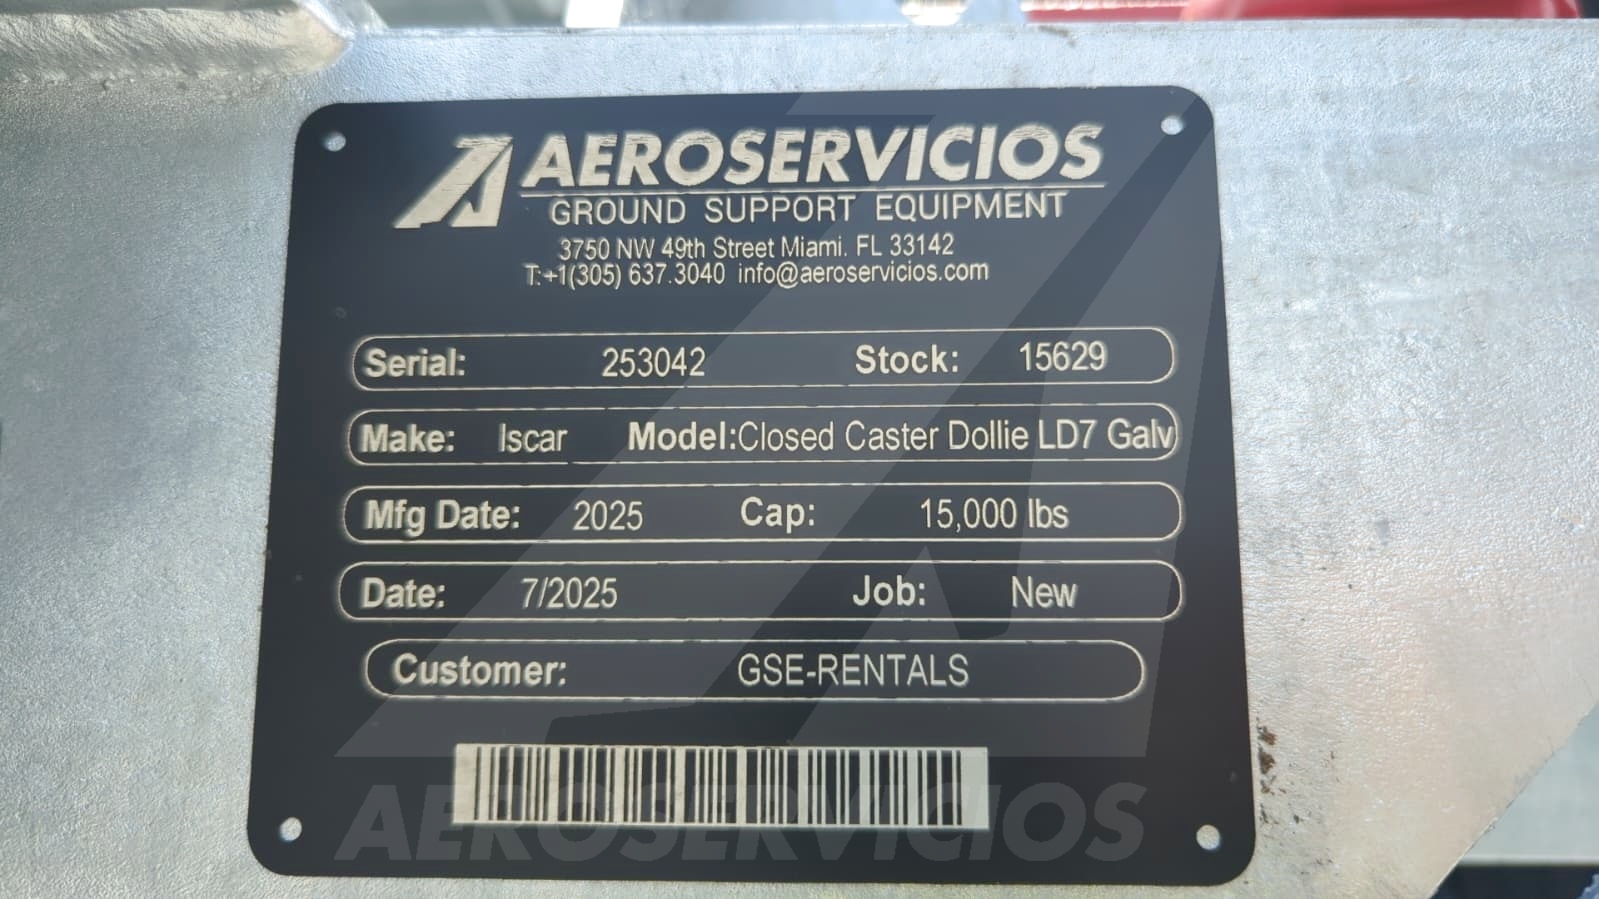 AEROSERVICIOS
GROUND SUPPORT EQUIPMENT
3750 NW 49th Street Miami. FL 33142
T:+1(305) 637.3040 info@aeroservicios.com
Serial: 253042 Stock: 15629
Make: Iscar Model:Closed Caster Dollie LD7 Galv
Mfg Date: 2025 Cap: 15,000 lbs
Date: 7/2025 Job: New
Customer: GSE-RENTALS
AEROSERVICIOS